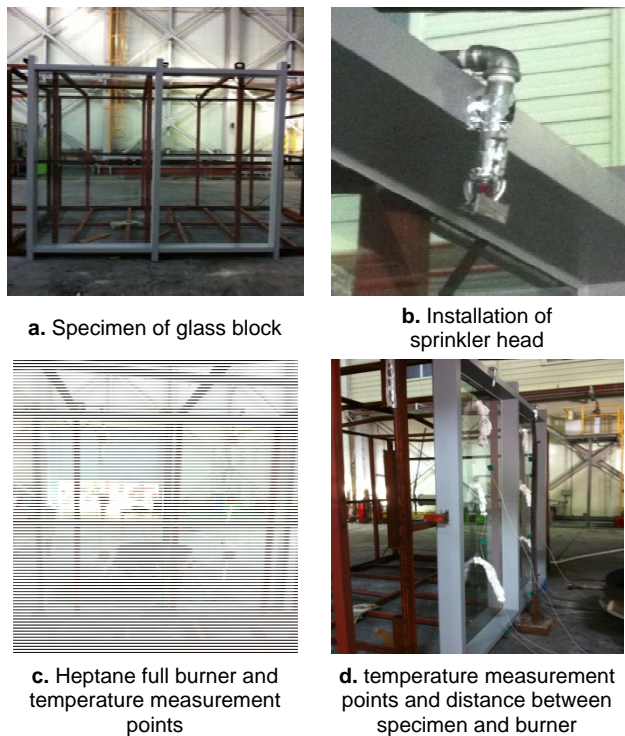 a. Specimen of glass block
b. Installation of
sprinkler head
c. Heptane full burner and
temperature measurement
points
d. temperature measurement
points and distance between
specimen and burner